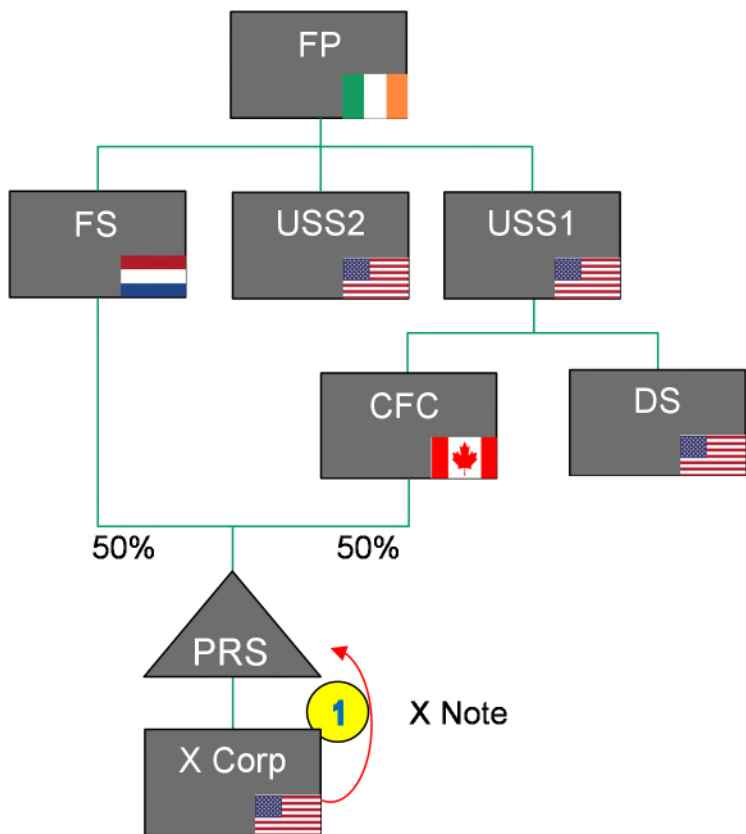 FP
FS
USS2
USS1
CFC
DS
50%
50%
PRS
1
X Note
X Corp